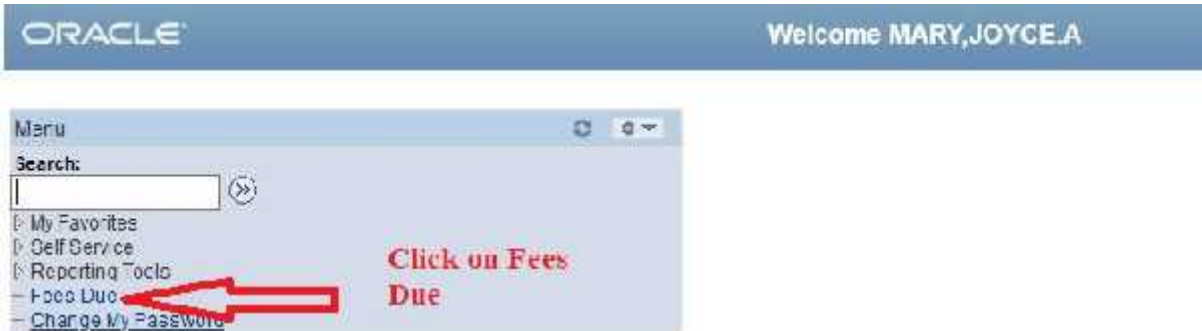 ORACLE
Welcome MARY,JOYCE.A
Menu
Search:
My Favorites
Self Service
Reporting Tools
Fees Due
Change My Password
Click on Fees
Due